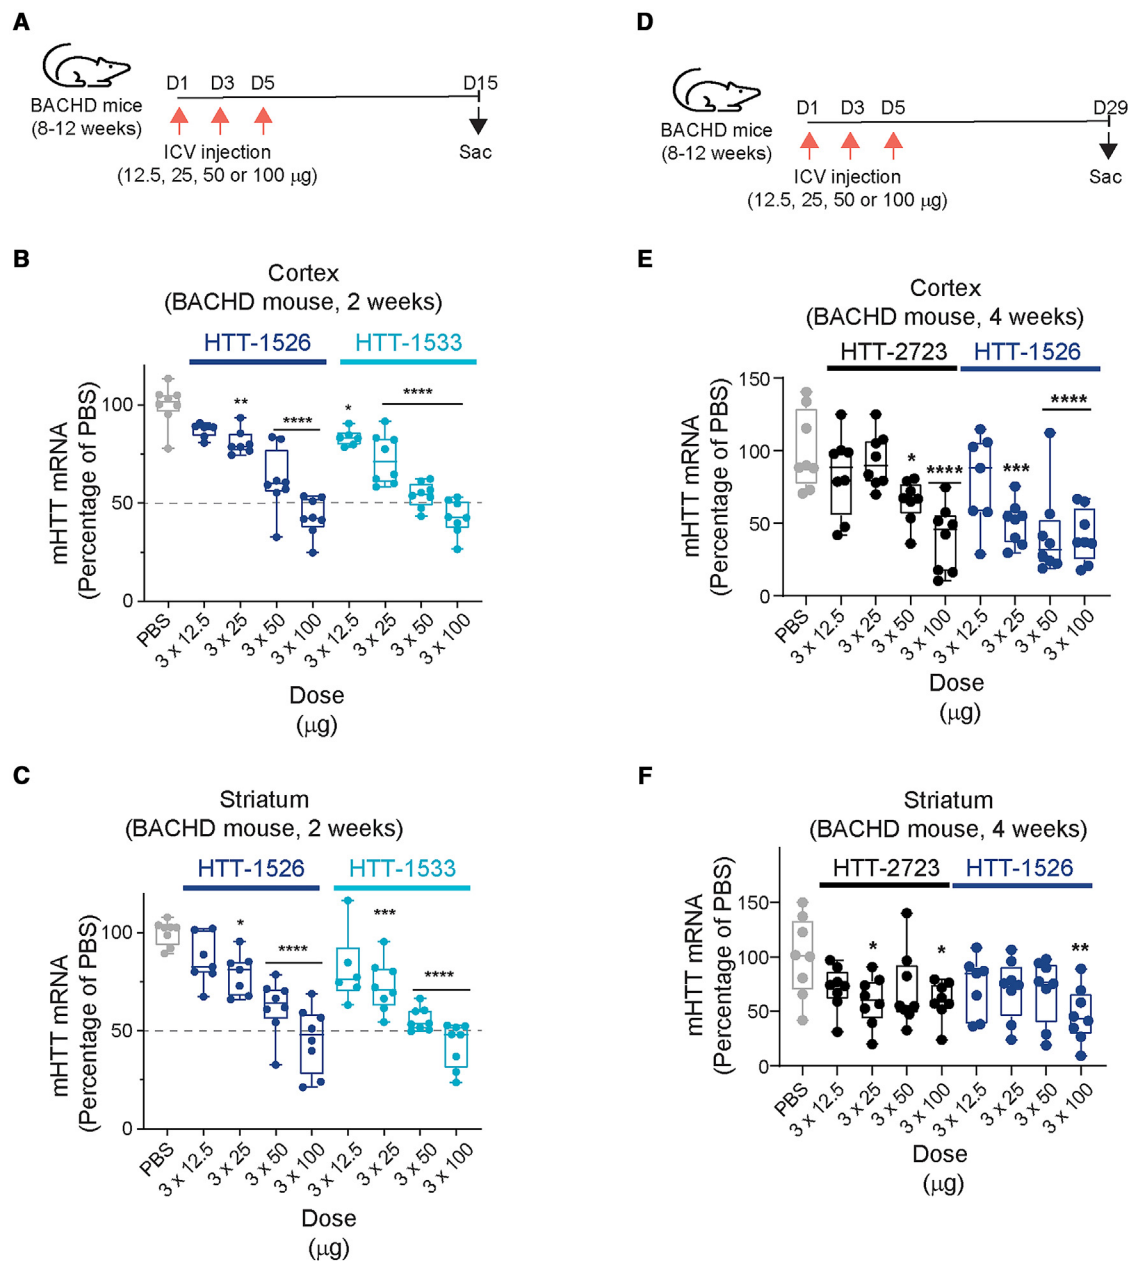 A
D1 D3 D5 D15
BACHD mice
(8-12 weeks)
ICV injection
(12.5, 25, 50 or 100 μg)
Sac
B
Cortex
(BACHD mouse, 2 weeks)
HTT-1526 HTT-1533
mHTT mRNA
(Percentage of PBS)
100
50
0
** **** * ****
PBS
3 x 12.5
3 x 25
3 x 50
3 x 100
3 x 12.5
3 x 25
3 x 50
3 x 100
Dose
(μg)
C
Striatum
(BACHD mouse, 2 weeks)
HTT-1526 HTT-1533
mHTT mRNA
(Percentage of PBS)
100
50
0
* **** *** ****
PBS
3 x 12.5
3 x 25
3 x 50
3 x 100
3 x 12.5
3 x 25
3 x 50
3 x 100
Dose
(μg)
D
D1 D3 D5 D29
BACHD mice
(8-12 weeks)
ICV injection
(12.5, 25, 50 or 100 μg)
Sac
E
Cortex
(BACHD mouse, 4 weeks)
HTT-2723 HTT-1526
mHTT mRNA
(Percentage of PBS)
150
100
50
0
* **** *** ****
PBS
3 x 12.5
3 x 25
3 x 50
3 x 100
3 x 12.5
3 x 25
3 x 50
3 x 100
Dose
(μg)
F
Striatum
(BACHD mouse, 4 weeks)
HTT-2723 HTT-1526
mHTT mRNA
(Percentage of PBS)
150
100
50
0
* * **
PBS
3 x 12.5
3 x 25
3 x 50
3 x 100
3 x 12.5
3 x 25
3 x 50
3 x 100
Dose
(μg)